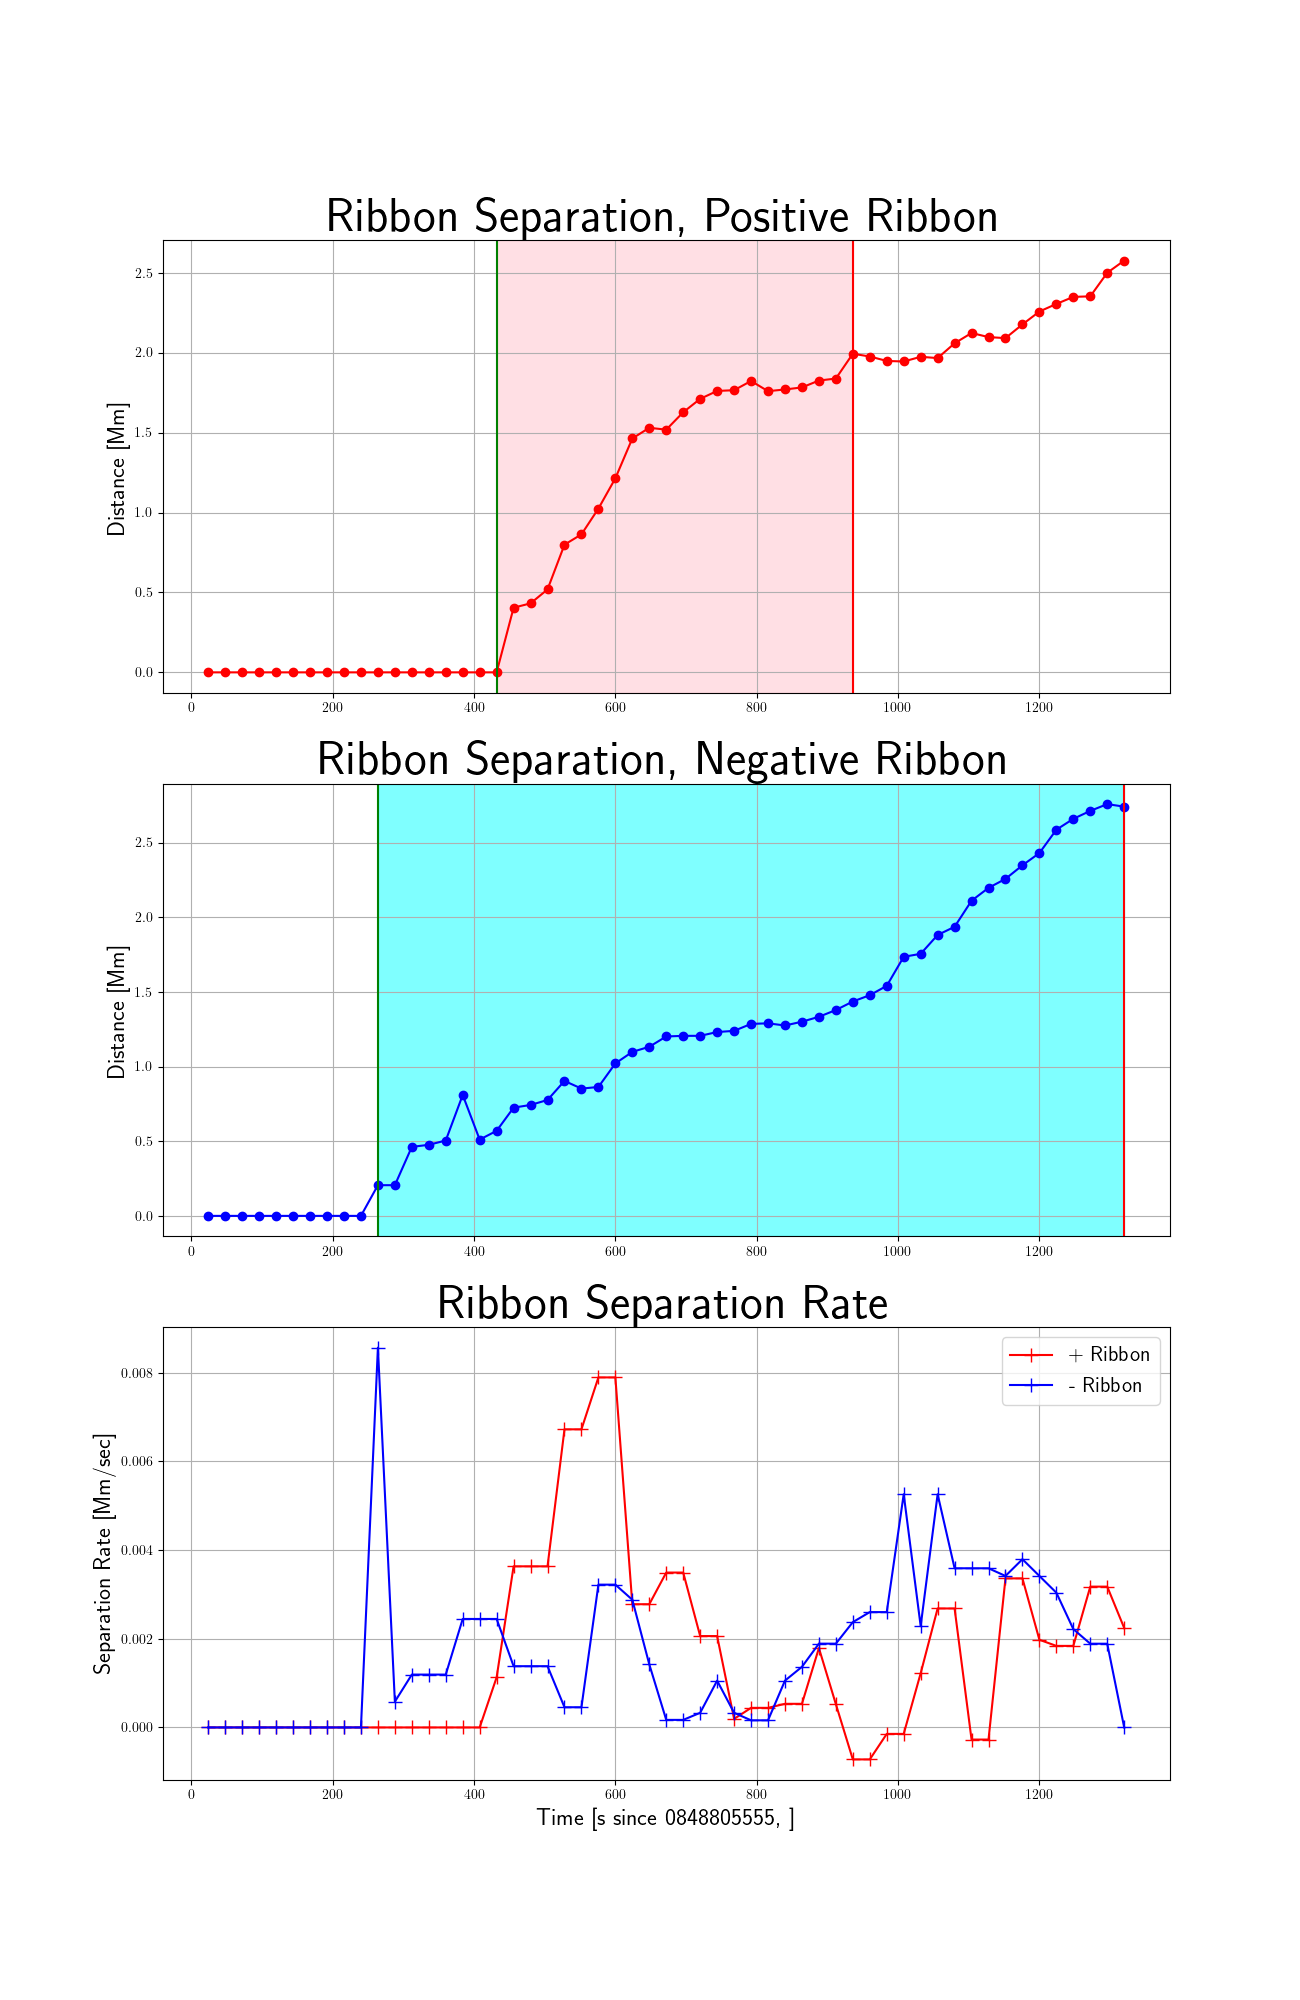 Ribbon Separation, Positive Ribbon
2.5
2.0
1.5
1.0
0.5
0.0
Distance [Mm]
0 200 400 600 800 1000 1200
Ribbon Separation, Negative Ribbon
2.5
2.0
1.5
1.0
0.5
0.0
Distance [Mm]
0 200 400 600 800 1000 1200
Ribbon Separation Rate
+ Ribbon
- Ribbon
0.008
0.006
0.004
0.002
0.000
Separation Rate [Mm/sec]
0 200 400 600 800 1000 1200
Time [s since 0848805555, ]